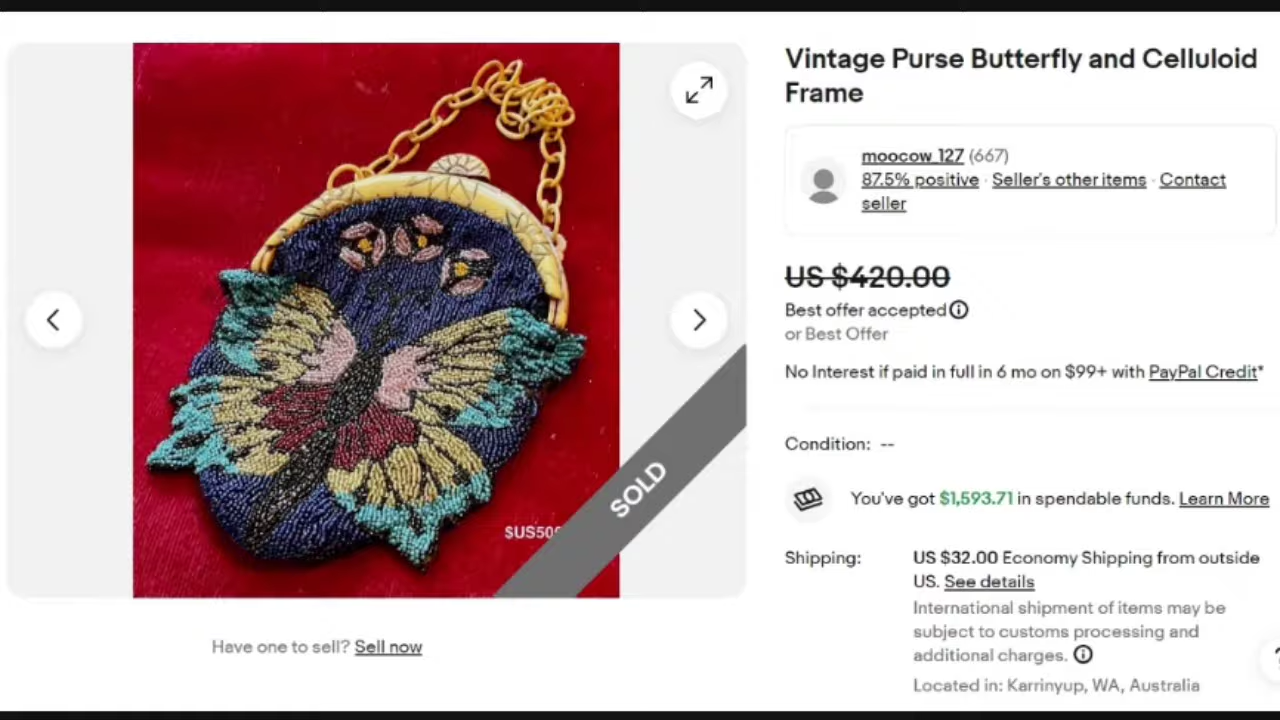 Vintage Purse Butterfly and Celluloid
Frame
moocow_127 (667)
87.5% positive · Seller's other items · Contact
seller
US $420.00
Best offer accepted
or Best Offer
No Interest if paid in full in 6 mo on $99+ with PayPal Credit*
Condition: --
You've got $1,593.71 in spendable funds. Learn More
SOLD
Shipping: US $32.00 Economy Shipping from outside
US. See details
International shipment of items may be
subject to customs processing and
additional charges.
Located in: Karrinyup, WA, Australia
Have one to sell? Sell now